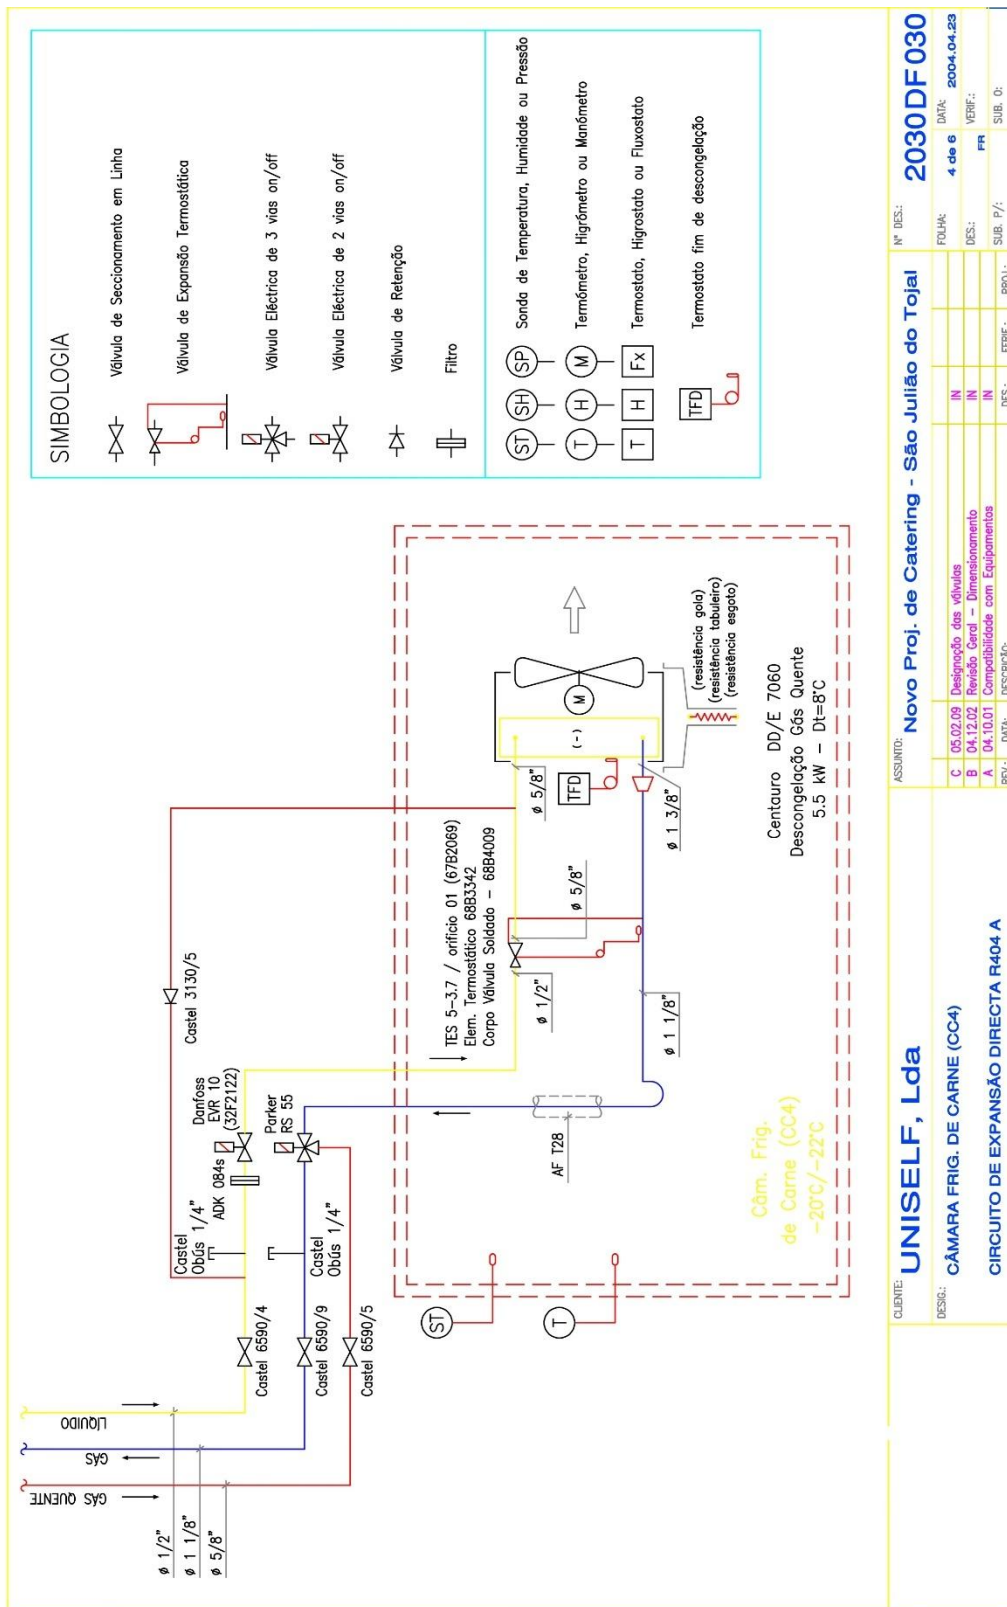 SIMBOLOGIA
Válvula de Seccionamento em Linha
Válvula de Expansão Termostática
Válvula Eléctrica de 3 vias on/off
Válvula Eléctrica de 2 vias on/off
Válvula de Retenção
Filtro
ST SH SP Sonda de Temperatura, Humidade ou Pressão
T H M Termómetro, Higrómetro ou Manómetro
T H Fx Termostato, Higrostato ou Fluxostato
TFD Termostato fim de descongelação
LÍQUIDO
GÁS
GÁS QUENTE
ø 1/2"
ø 1 1/8"
ø 5/8"
Castel 6590/4
Castel 6590/9
Castel 6590/5
Castel
Obús 1/4"
Castel
Obús 1/4"
ADK 084s
Danfoss
EVR 10
(32F2122)
Parker
RS 55
Castel 3130/5
TES 5-3.7 / orifício 01 (67B2069)
Elem. Termostático 68B3342
Corpo Válvula Soldado - 68B4009
ø 1/2"
ø 5/8"
ø 5/8"
TFD
(-)
M
ø 1 3/8"
ø 1 1/8"
AF T28
(resistência gola)
(resistência tabuleiro)
(resistência esgoto)
Centauro DD/E 7060
Descongelação Gás Quente
5.5 kW - Dt=8°C
ST
T
Câm. Frig.
de Carne (CC4)
-20°C/-22°C
CLIENTE: UNISELF, Lda
DESIG.: CÂMARA FRIG. DE CARNE (CC4)
CIRCUITO DE EXPANSÃO DIRECTA R404 A
ASSUNTO: Novo Proj. de Catering - São Julião do Tojal
C 05.02.09 Designação das válvulas IN
B 04.12.02 Revisão Geral - Dimensionamento IN
A 04.10.01 Compatibilidade com Equipamentos IN
Nº DES.: 2030DF030
FOLHA: 4 de 6 DATA: 2004.04.23
DES.: FR VERIF.:
SUB. P/: SUB. O: